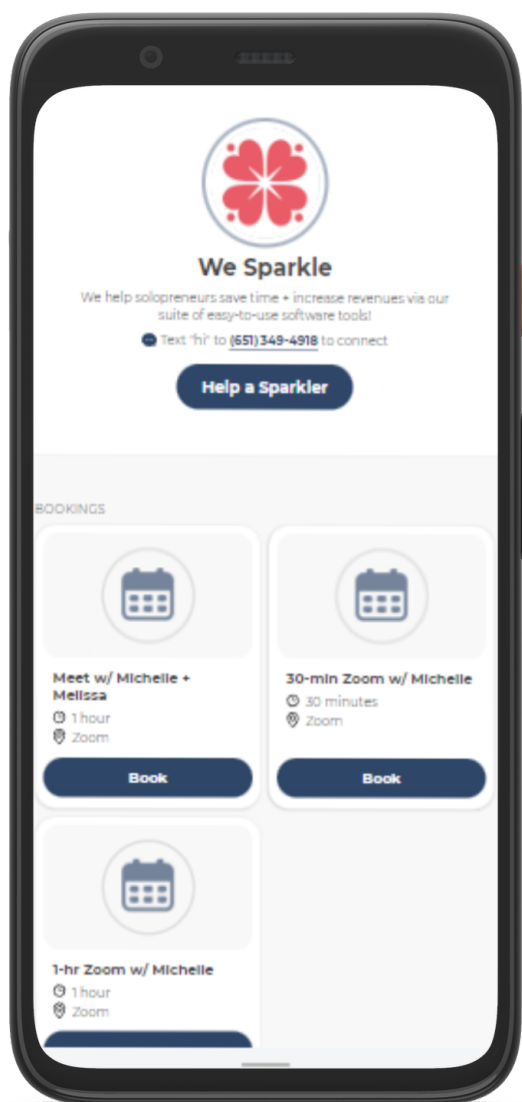 We Sparkle
We help solopreneurs save time + increase revenues via our
suite of easy-to-use software tools!
Text "hi" to (651) 349-4918 to connect
Help a Sparkler
BOOKINGS
Meet w/ Michelle +
Melissa
1 hour
Zoom
Book
30-min Zoom w/ Michelle
30 minutes
Zoom
Book
1-hr Zoom w/ Michelle
1 hour
Zoom